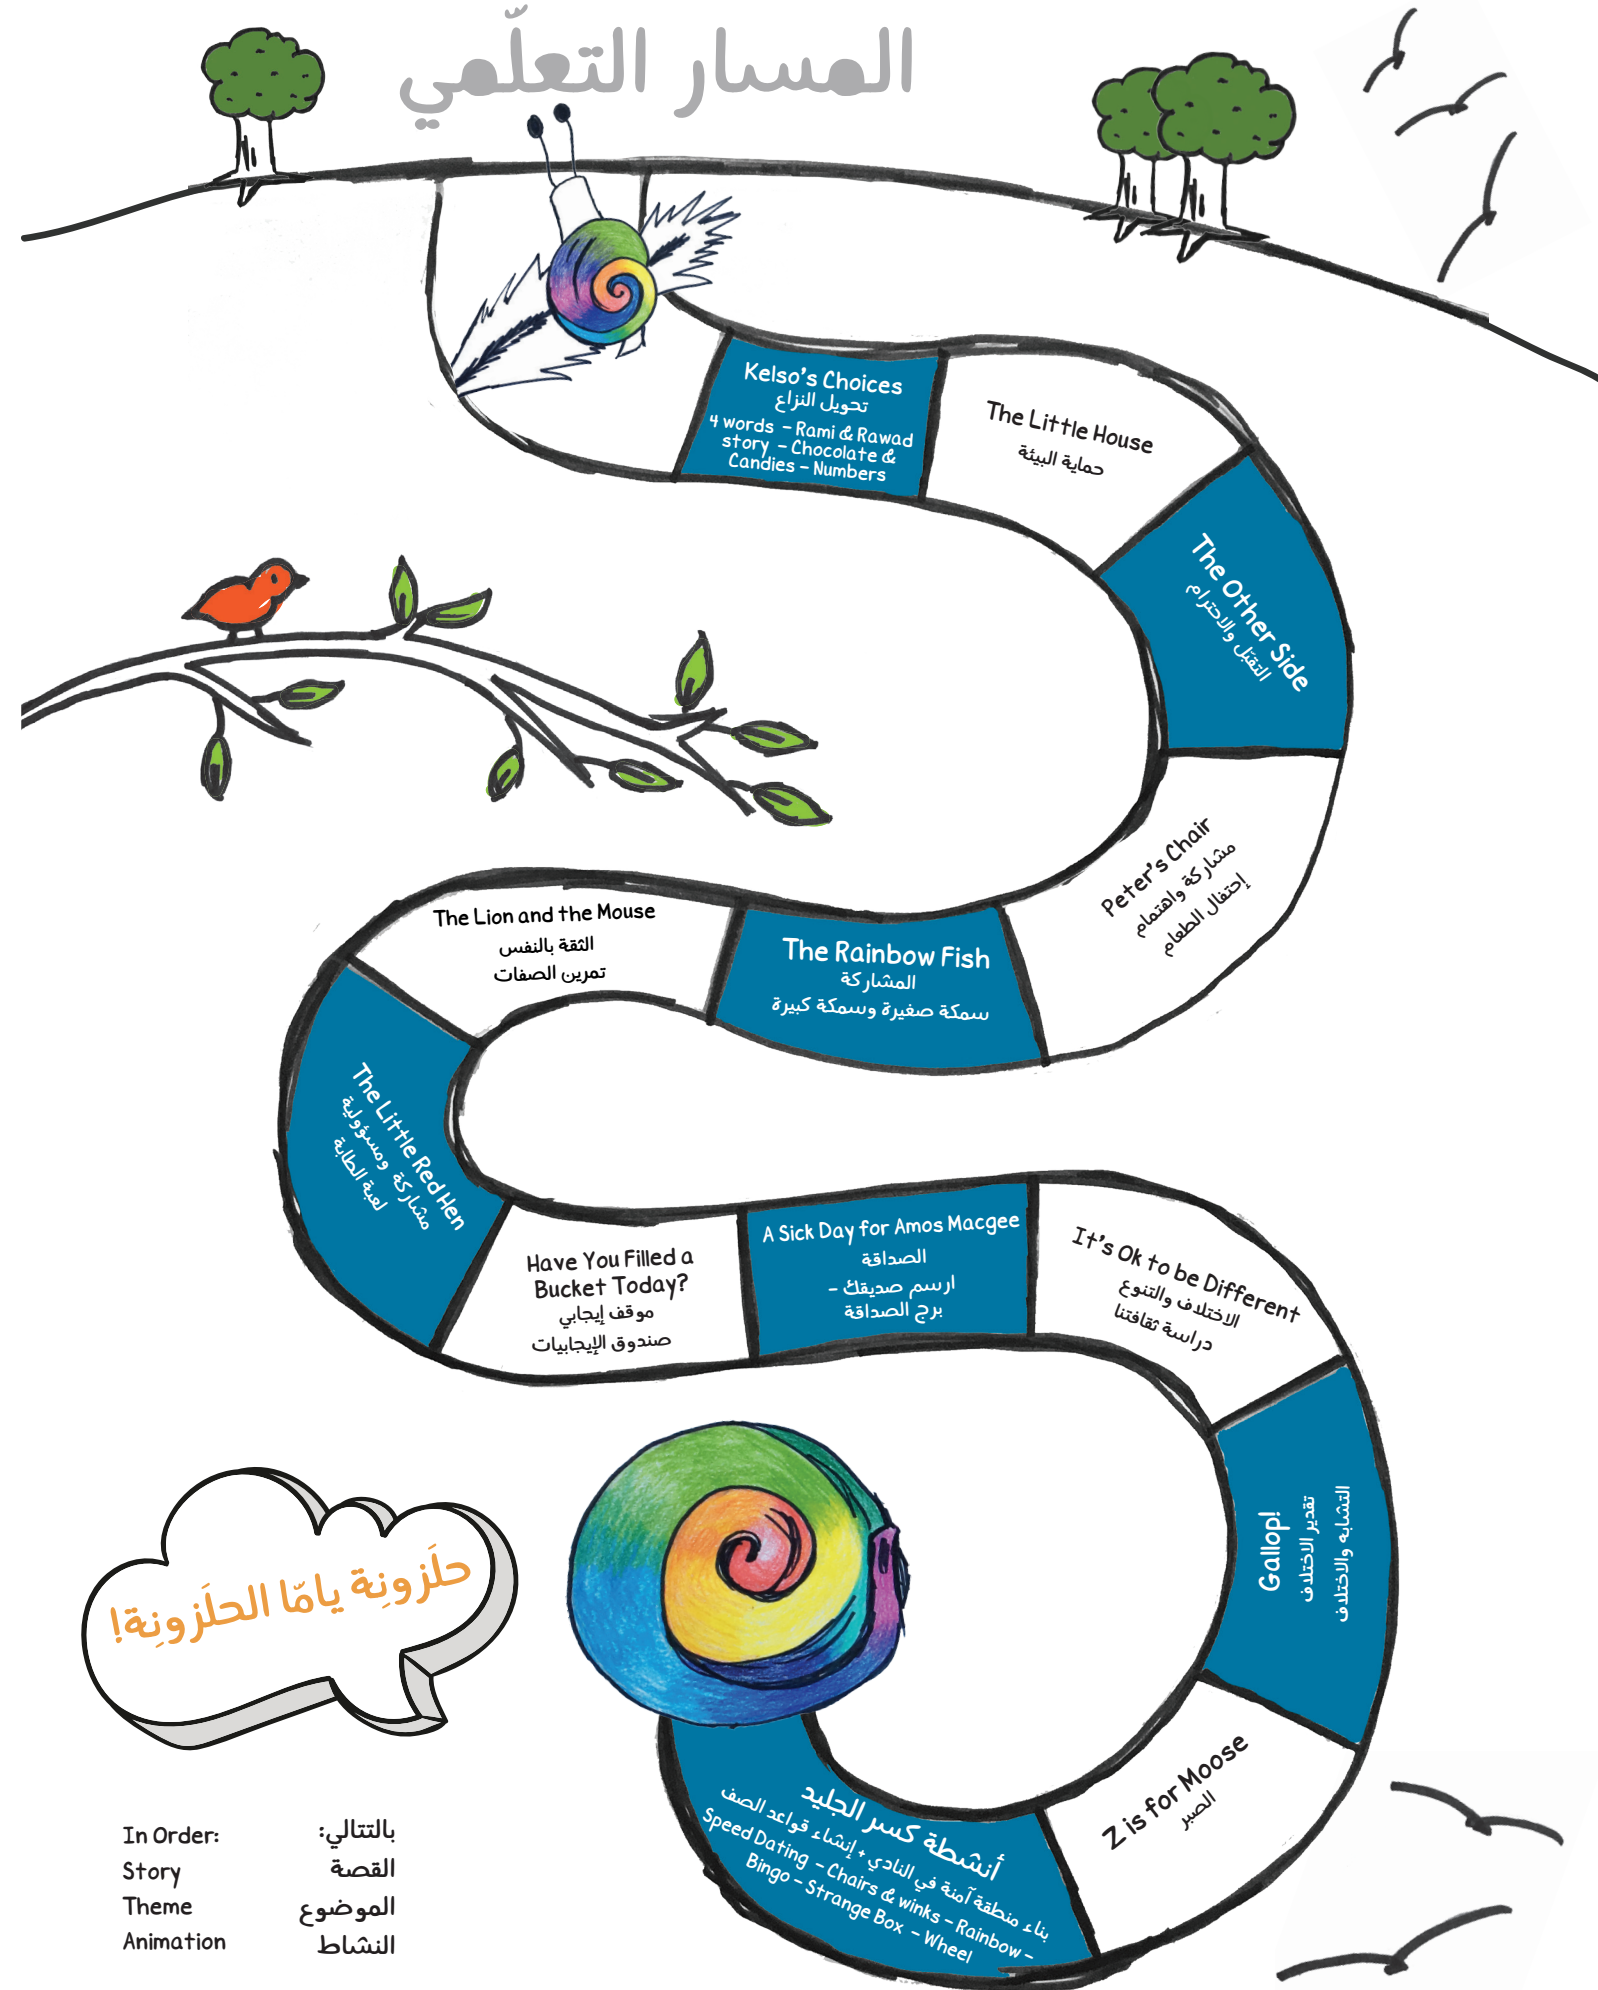 المسار التعلّمي
Kelso's Choices
تحويل النزاع
4 words – Rami & Rawad
story – Chocolate &
Candies – Numbers
The Little House
حماية البيئة
The Other Side
التقبّل والاحترام
Peter's Chair
مشاركة واهتمام
إحتفال الطعام
The Rainbow Fish
المشاركة
سمكة صغيرة وسمكة كبيرة
The Lion and the Mouse
الثقة بالنفس
تمرين الصفات
The Little Red Hen
مشاركة ومسؤولية
لعبة الطابة
Have You Filled a
Bucket Today?
موقف إيجابي
صندوق الإيجابيات
A Sick Day for Amos Macgee
الصداقة
ارسم صديقك –
برج الصداقة
It's Ok to be Different
الاختلاف والتنوع
دراسة ثقافتنا
Gallop!
تقدير الاختلاف
التشابه والاختلاف
Z is for Moose
الصبر
أنشطة كسر الجليد
بناء منطقة آمنة في النادي + إنشاء قواعد الصف
Speed Dating – Chairs & winks – Rainbow –
Bingo – Strange Box – Wheel
حلَزونِة يامّا الحلَزونِة!
In Order:
Story
Theme
Animation
بالتتالي:
القصة
الموضوع
النشاط